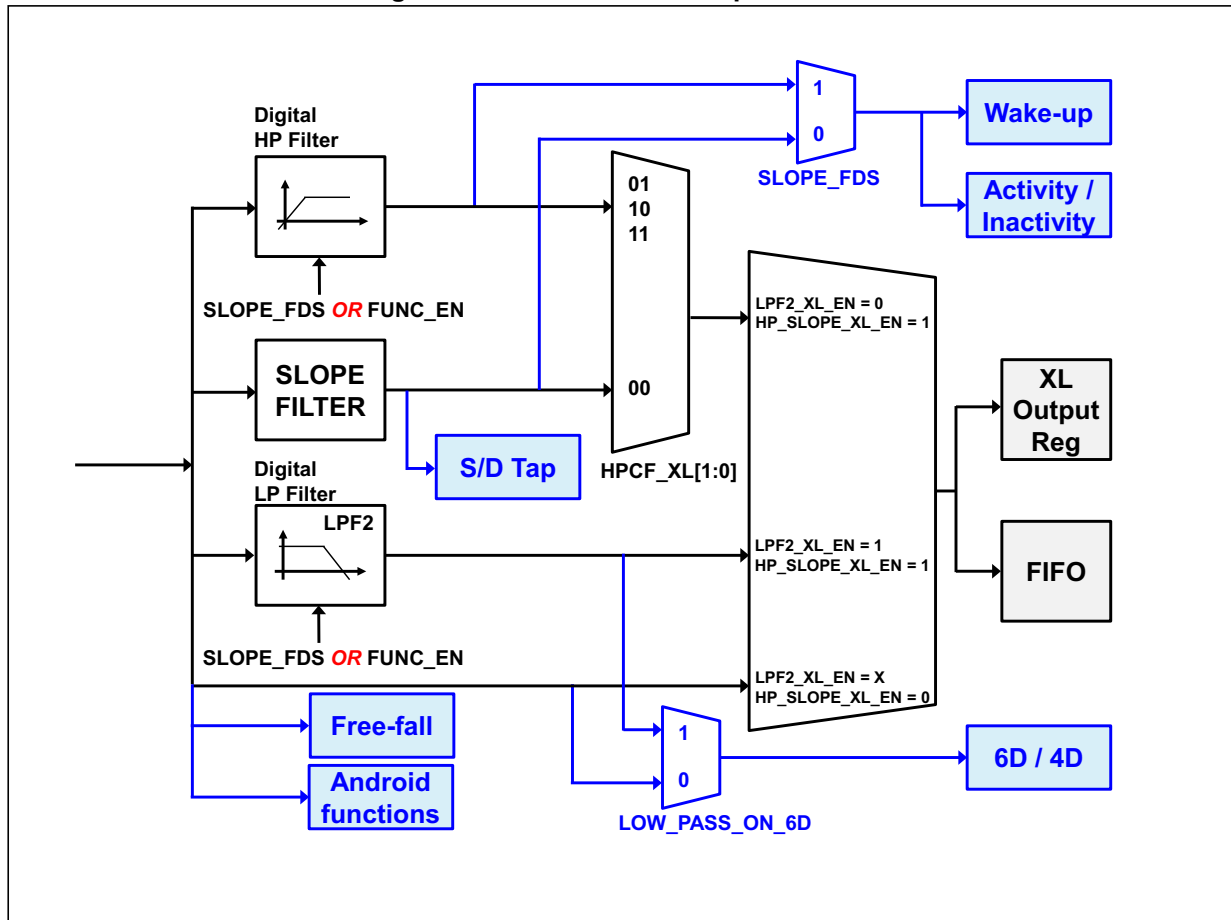 1
0
SLOPE_FDS
Wake-up
Activity /
Inactivity
Digital
HP Filter
SLOPE_FDS OR FUNC_EN
01
10
11
00
HPCF_XL[1:0]
SLOPE
FILTER
S/D Tap
Digital
LP Filter
LPF2
SLOPE_FDS OR FUNC_EN
LPF2_XL_EN = 0
HP_SLOPE_XL_EN = 1
LPF2_XL_EN = 1
HP_SLOPE_XL_EN = 1
LPF2_XL_EN = X
HP_SLOPE_XL_EN = 0
XL
Output
Reg
FIFO
Free-fall
Android
functions
1
0
LOW_PASS_ON_6D
6D / 4D